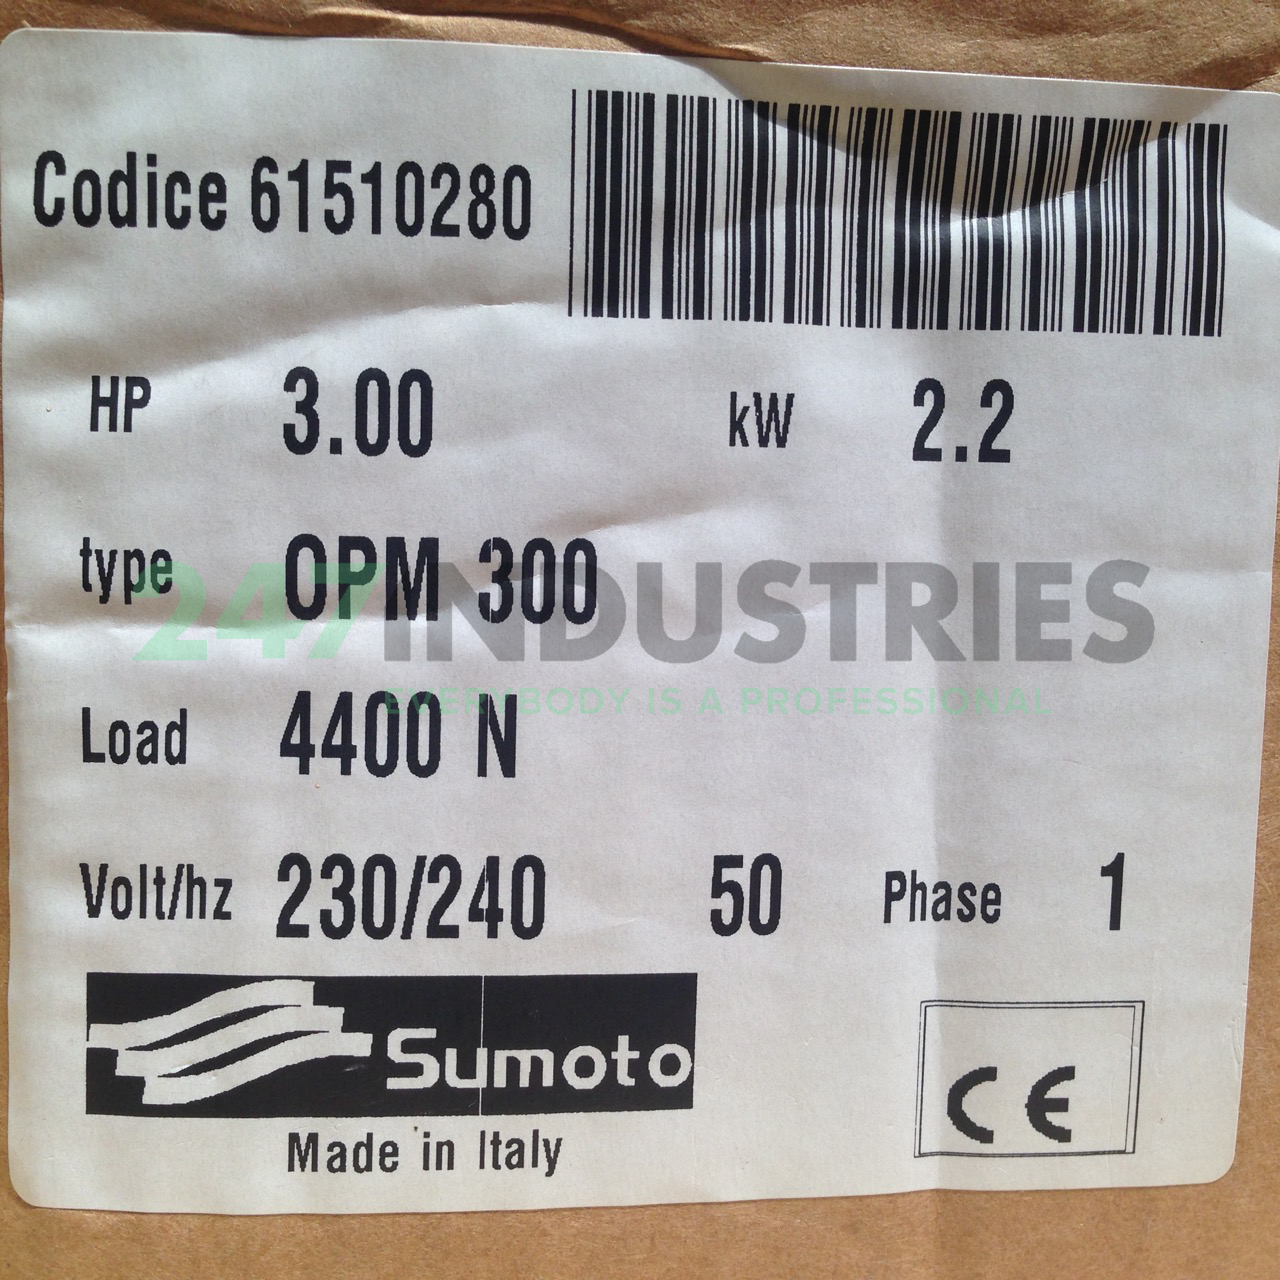 Codice 61510280
HP 3.00 kW 2.2
type OPM 300
247INDUSTRIES
EVERYBODY IS A PROFESSIONAL
Load 4400 N
Volt/hz 230/240 50 Phase 1
Sumoto
CE
Made in Italy